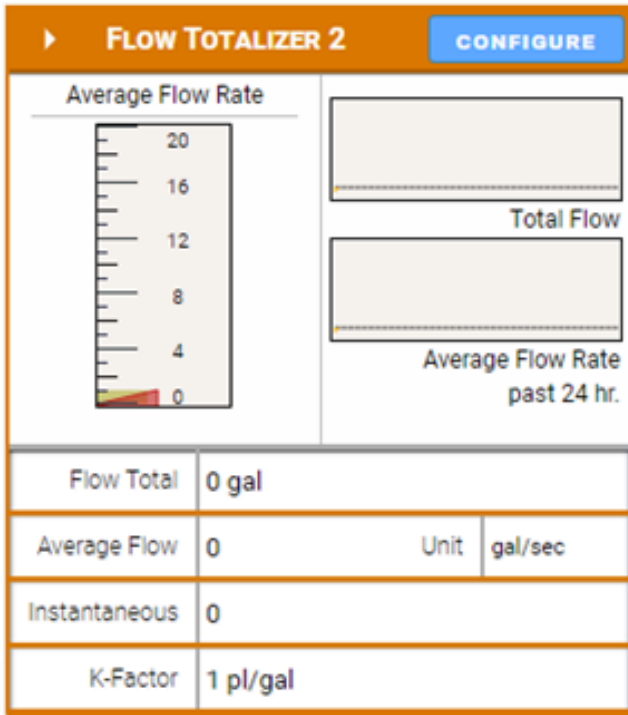 FLOW TOTALIZER 2
CONFIGURE
Average Flow Rate
20
16
12
8
4
0
Total Flow
Average Flow Rate
past 24 hr.
Flow Total 0 gal
Average Flow 0 Unit gal/sec
Instantaneous 0
K-Factor 1 pl/gal